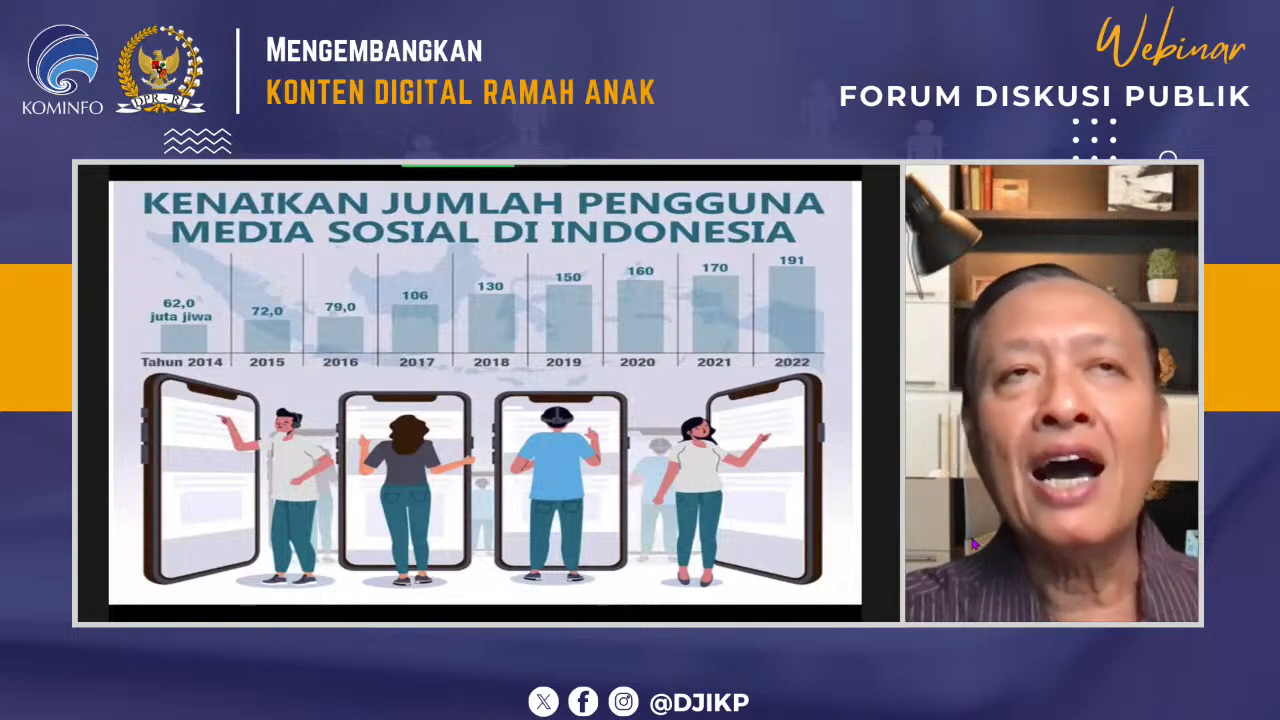 KOMINFO
DPR - RI
MENGEMBANGKAN
KONTEN DIGITAL RAMAH ANAK
Webinar
FORUM DISKUSI PUBLIK
KENAIKAN JUMLAH PENGGUNA
MEDIA SOSIAL DI INDONESIA
62,0
juta jiwa
72,0
79,0
106
130
150
160
170
191
Tahun 2014
2015
2016
2017
2018
2019
2020
2021
2022
@DJIKP